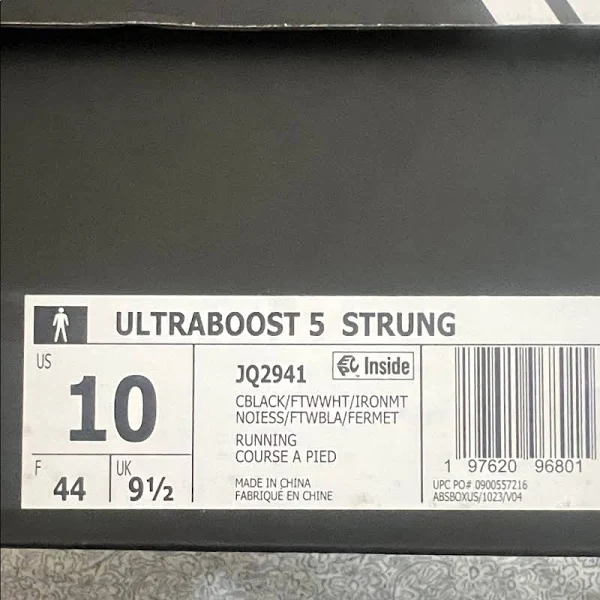 ULTRABOOST 5 STRUNG
US
10
F
44
UK
9½
JQ2941
Inside
CBLACK/FTWWHT/IRONMT
NOIESS/FTWBLA/FERMET
RUNNING
COURSE A PIED
MADE IN CHINA
FABRIQUÉ EN CHINE
1 97620 96801
UPC PO# 0900557216
ABSBOXUS/1023/V04